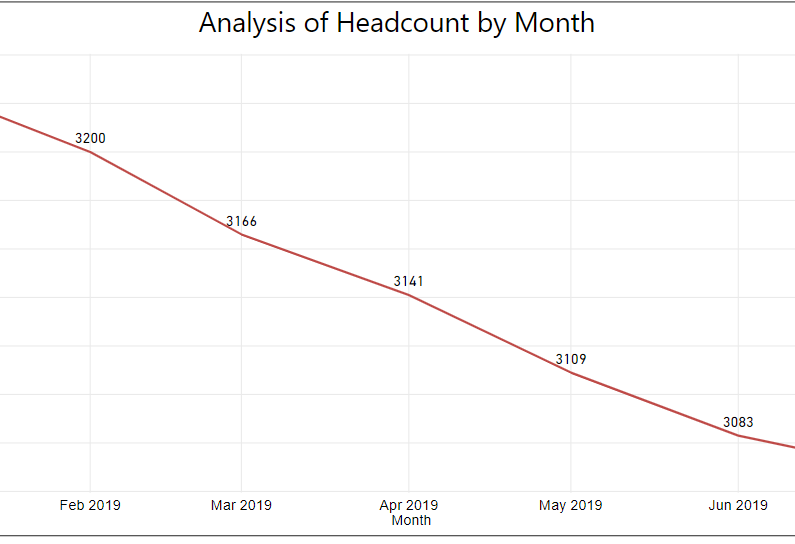 Analysis of Headcount by Month
3200
3166
3141
3109
3083
Feb 2019
Mar 2019
Apr 2019
May 2019
Jun 2019
Month